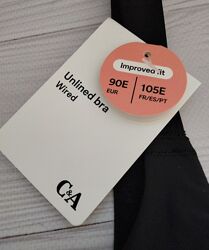 Improved fit
90E
EUR
105E
FR/ES/PT
Unlined bra
Wired
C&A